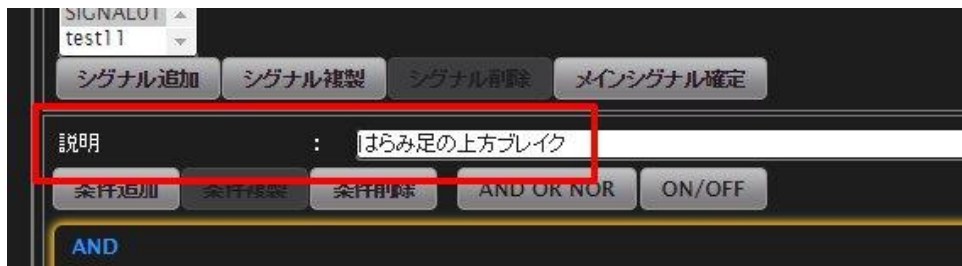 SIGNAL01
test11
シグナル追加 シグナル複製 シグナル削除 メインシグナル確定
説明 : はらみ足の上方ブレイク
条件追加 条件複製 条件削除 AND OR NOR ON/OFF
AND